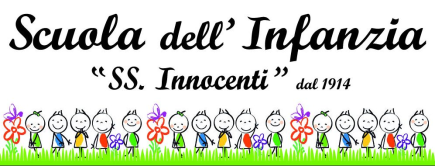 Scuola dell' Infanzia
"SS. Innocenti" dal 1914